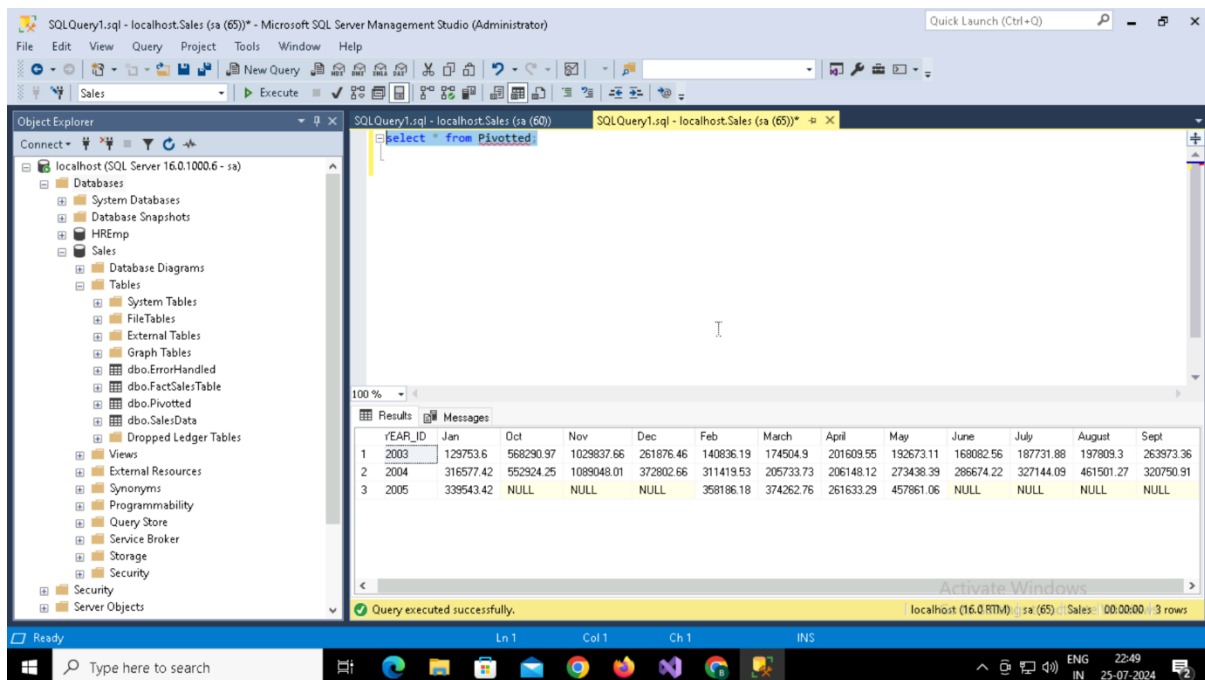 SQLQuery1.sql - localhost.Sales (sa (65))* - Microsoft SQL Server Management Studio (Administrator)
Quick Launch (Ctrl+Q)
File Edit View Query Project Tools Window Help
New Query MDX DMX XMLA DAX
Sales Execute
Object Explorer
SQLQuery1.sql - localhost.Sales (sa (60)) SQLQuery1.sql - localhost.Sales (sa (65))*
Connect
select * from Pivotted;
localhost (SQL Server 16.0.1000.6 - sa)
Databases
System Databases
Database Snapshots
HREmp
Sales
Database Diagrams
Tables
System Tables
FileTables
External Tables
Graph Tables
dbo.ErrorHandled
dbo.FactSalesTable
dbo.Pivotted
dbo.SalesData
Dropped Ledger Tables
Views
External Resources
Synonyms
Programmability
Query Store
Service Broker
Storage
Security
Security
Server Objects
100 %
Results Messages
YEAR_ID Jan Oct Nov Dec Feb March April May June July August Sept
1 2003 129753.6 568290.97 1029837.66 261876.46 140836.19 174504.9 201609.55 192673.11 168082.56 187731.88 197809.3 263973.36
2 2004 316577.42 552924.25 1089048.01 372802.66 311419.53 205733.73 206148.12 273438.39 286674.22 327144.09 461501.27 320750.91
3 2005 339543.42 NULL NULL NULL 358186.18 374262.76 261633.29 457861.06 NULL NULL NULL NULL
Activate Windows
Query executed successfully. localhost (16.0 RTM) sa (65) Sales 00:00:00 3 rows
Ready Ln 1 Col 1 Ch 1 INS
Type here to search
ENG 22:49
IN 25-07-2024